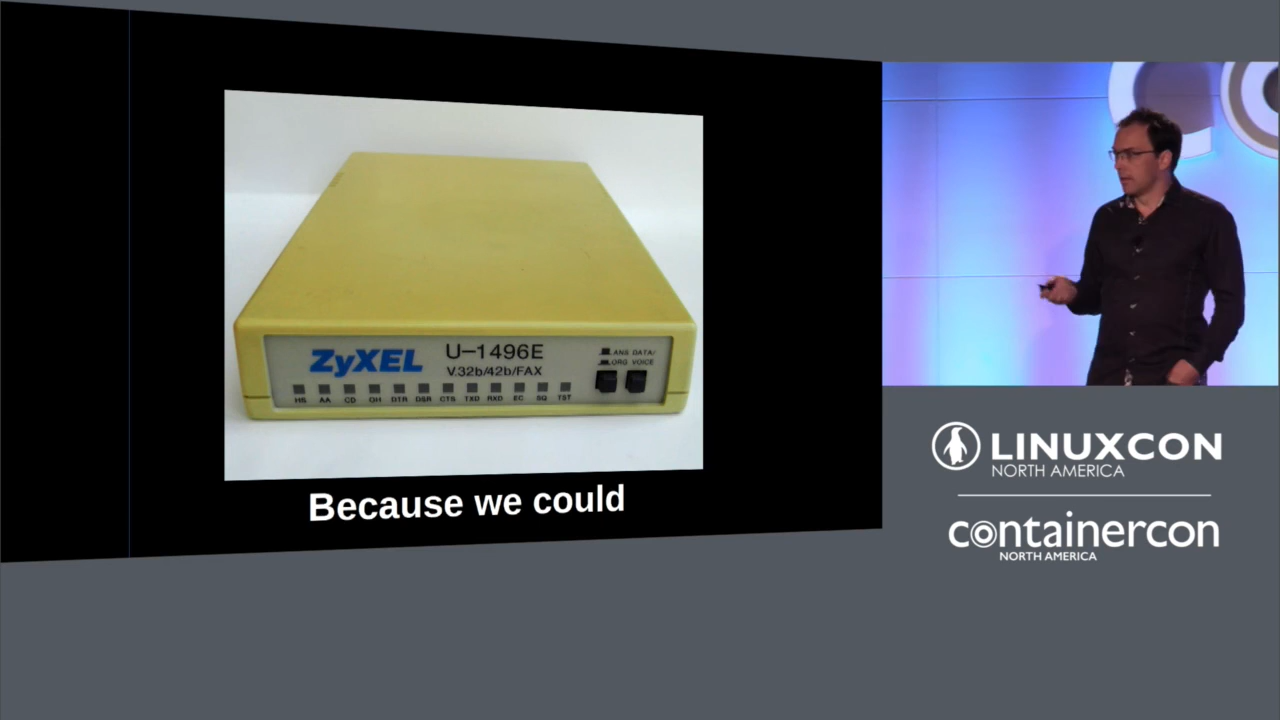 ZyXEL
U-1496E
V.32b/42b/FAX
ANS DATA/
ORG VOICE
HS AA CD OH DTR DSR CTS TXD RXD EC SQ TST
Because we could
LINUXCON
NORTH AMERICA
containercon
NORTH AMERICA